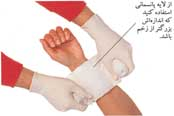 از لایه پانسمانی
استفاده کنید
که اندازه‌اش
بزرگتر از زخم
باشد.